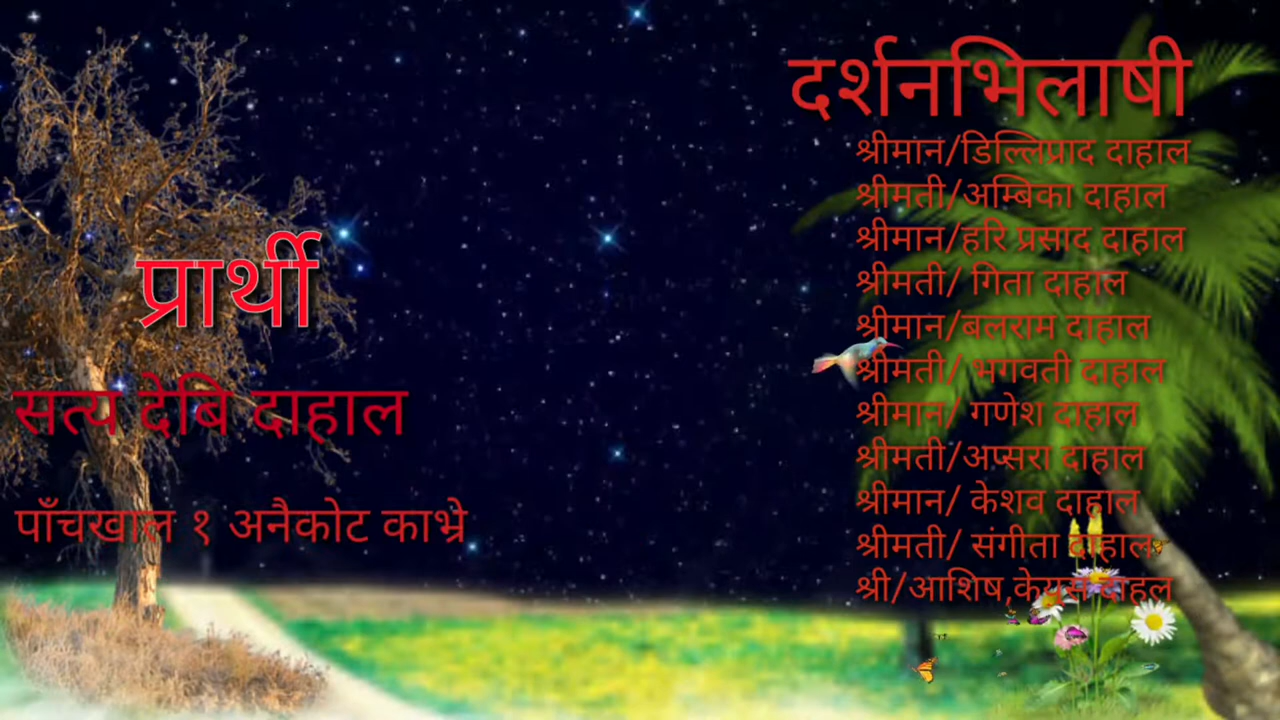 प्रार्थी
सत्य देबि दाहाल
पाँचखाल १ अनैकोट काभ्रे
दर्शनभिलाषी
श्रीमान/डिल्लिप्राद दाहाल
श्रीमती/अम्बिका दाहाल
श्रीमान/हरि प्रसाद दाहाल
श्रीमती/ गिता दाहाल
श्रीमान/बलराम दाहाल
श्रीमती/ भगवती दाहाल
श्रीमान/ गणेश दाहाल
श्रीमती/अप्सरा दाहाल
श्रीमान/ केशव दाहाल
श्रीमती/ संगीता दाहाल
श्री/आशिष,केयुस दाहल